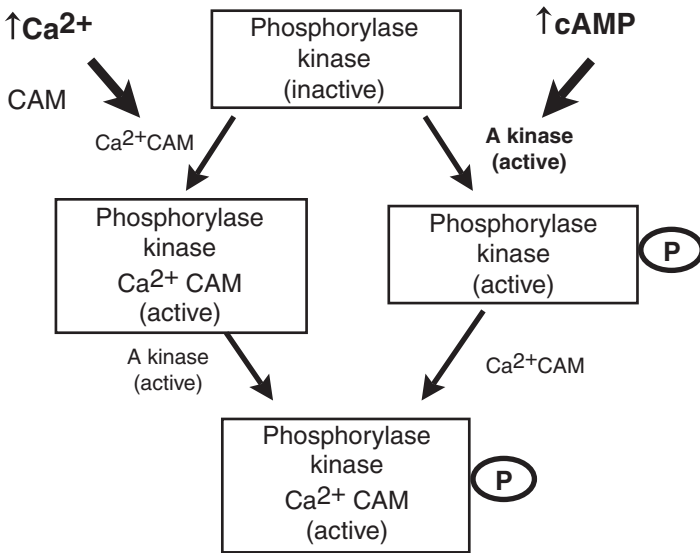 ↑Ca2+
CAM
Ca2+CAM
Phosphorylase
kinase
(inactive)
↑cAMP
A kinase
(active)
Phosphorylase
kinase
Ca2+ CAM
(active)
Phosphorylase
kinase
(active)
P
A kinase
(active)
Ca2+CAM
Phosphorylase
kinase
Ca2+ CAM
(active)
P